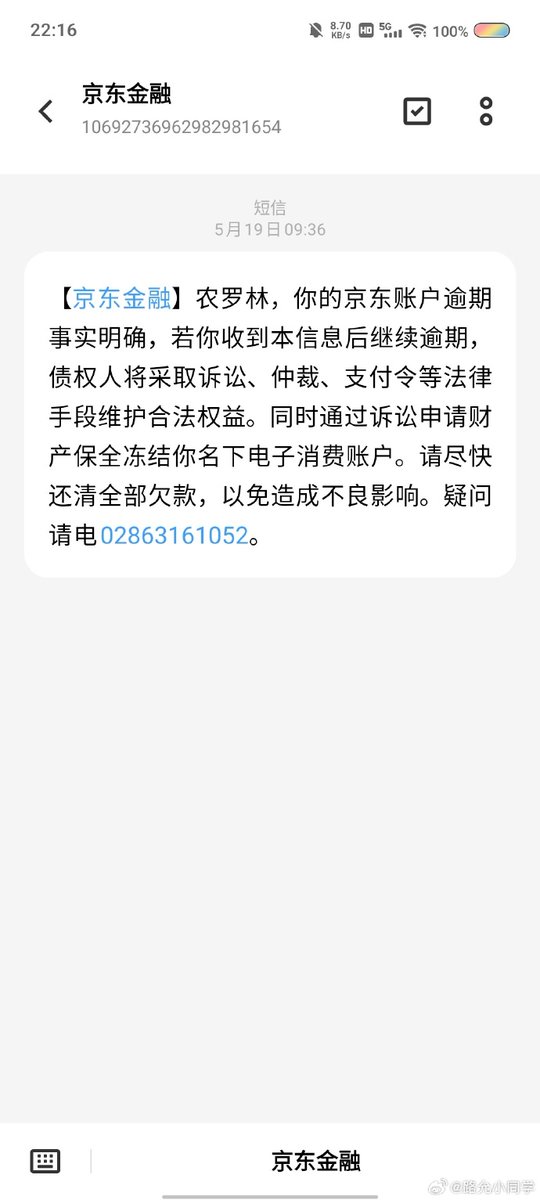 22:16
8.70
KB/s
HD
5G
100%
京东金融
10692736962982981654
短信
5月19日09:36
【京东金融】农罗林，你的京东账户逾期
事实明确，若你收到本信息后继续逾期，
债权人将采取诉讼、仲裁、支付令等法律
手段维护合法权益。同时通过诉讼申请财
产保全冻结你名下电子消费账户。请尽快
还清全部欠款，以免造成不良影响。疑问
请电02863161052。
京东金融
@略允小同学